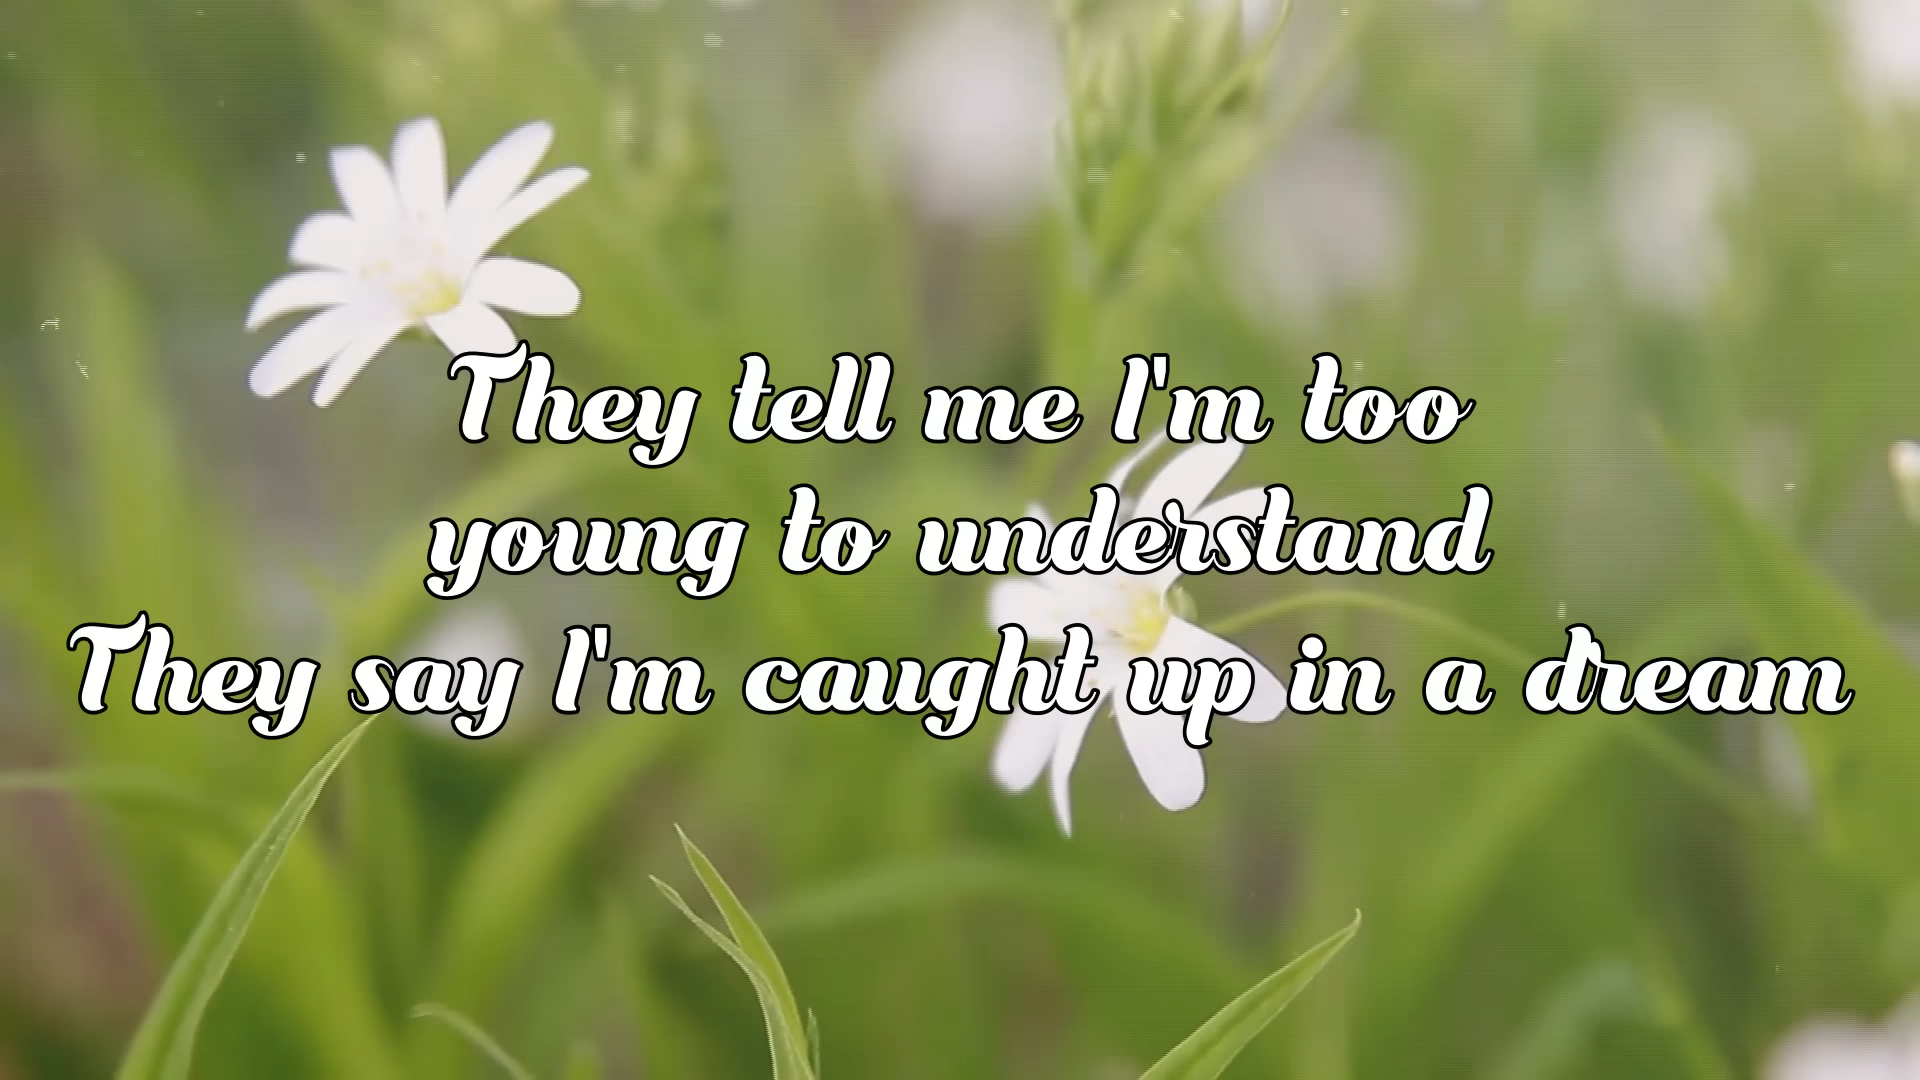 They tell me I'm too
young to understand
They say I'm caught up in a dream